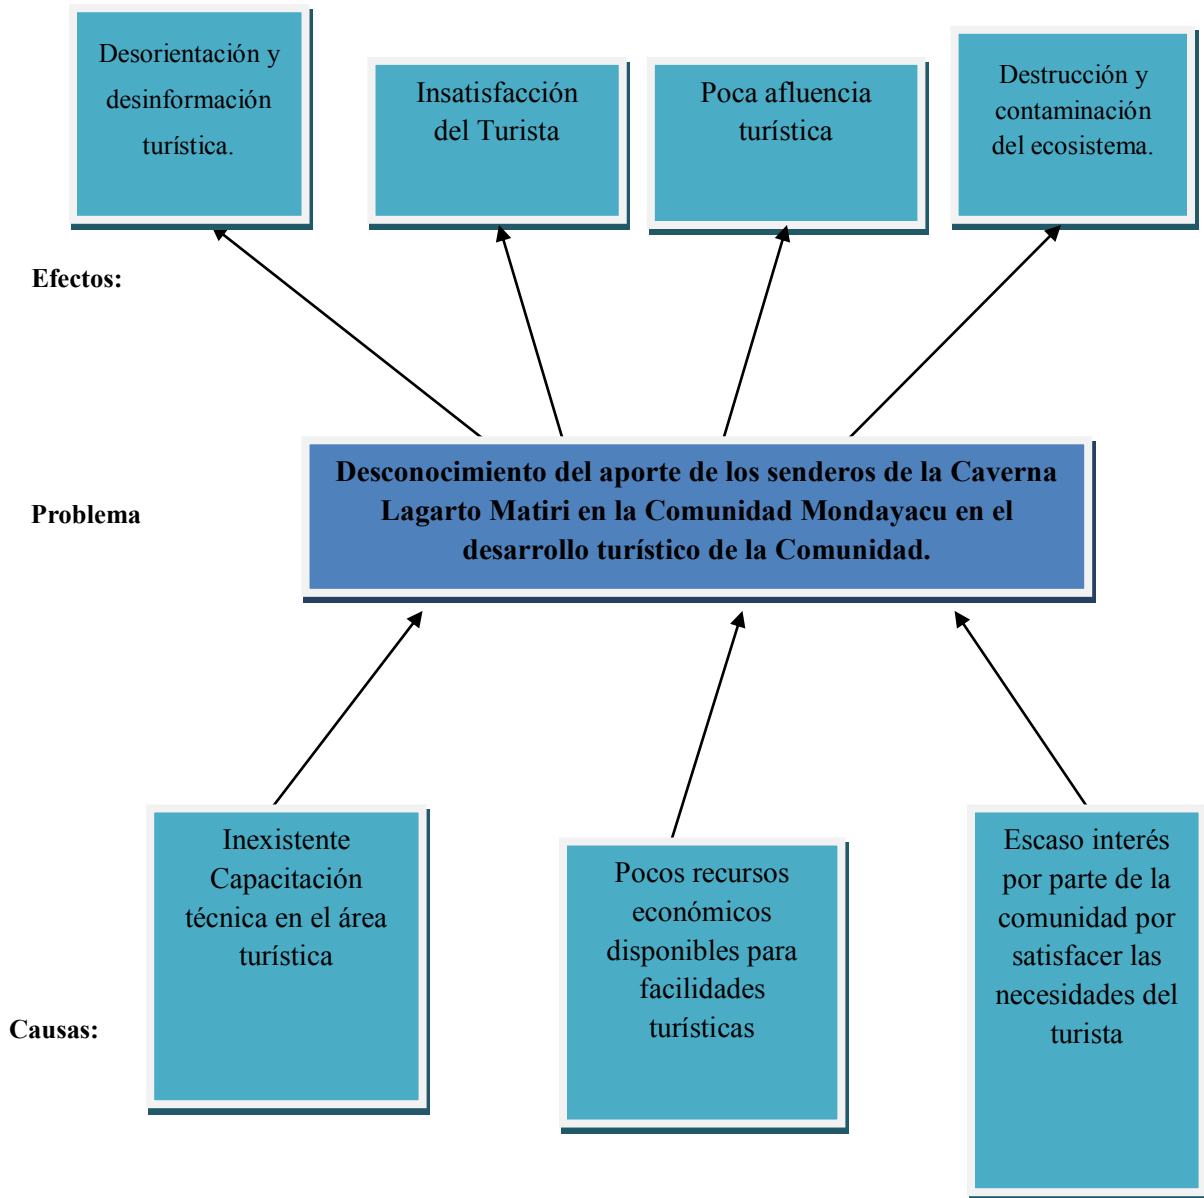 Desorientación y
desinformación
turística.
Insatisfacción
del Turista
Poca afluencia
turística
Destrucción y
contaminación
del ecosistema.
Efectos:
Problema
Desconocimiento del aporte de los senderos de la Caverna
Lagarto Matiri en la Comunidad Mondayacu en el
desarrollo turístico de la Comunidad.
Causas:
Inexistente
Capacitación
técnica en el área
turística
Pocos recursos
económicos
disponibles para
facilidades
turísticas
Escaso interés
por parte de la
comunidad por
satisfacer las
necesidades del
turista